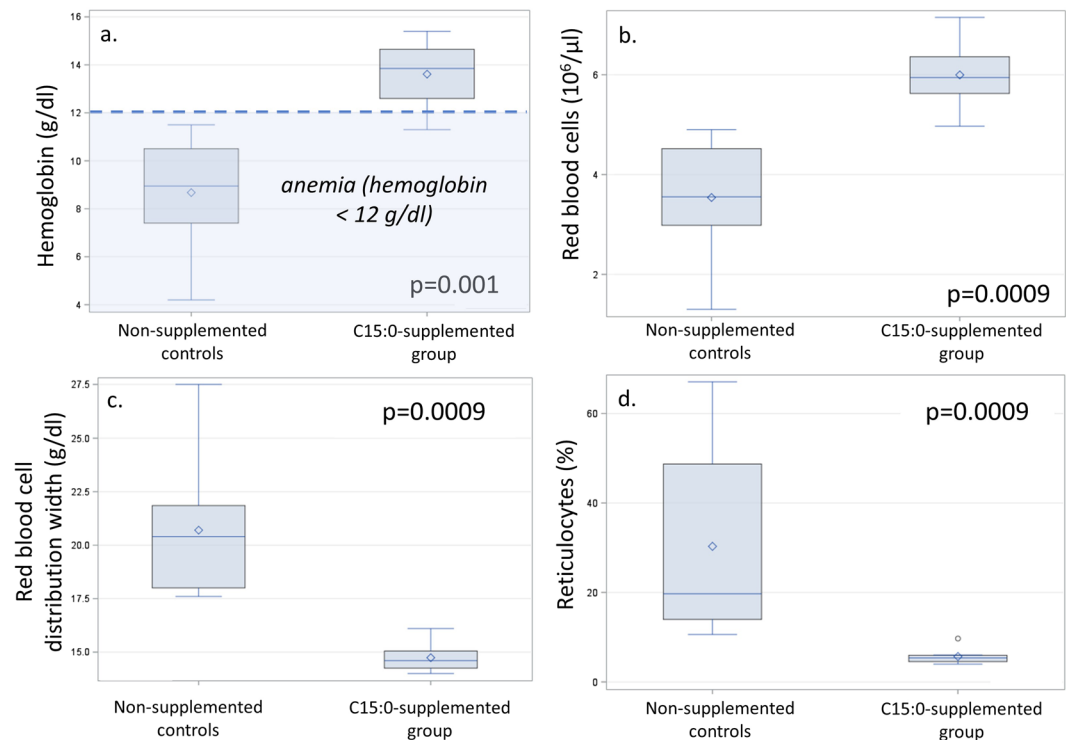 a.
Hemoglobin (g/dl)
16
14
12
10
8
6
4
anemia (hemoglobin
< 12 g/dl)
p=0.001
Non-supplemented
controls
C15:0-supplemented
group
b.
Red blood cells (10⁶/µl)
6
4
2
p=0.0009
Non-supplemented
controls
C15:0-supplemented
group
c.
Red blood cell
distribution width (g/dl)
27.5
25.0
22.5
20.0
17.5
15.0
p=0.0009
Non-supplemented
controls
C15:0-supplemented
group
d.
Reticulocytes (%)
60
40
20
0
p=0.0009
Non-supplemented
controls
C15:0-supplemented
group